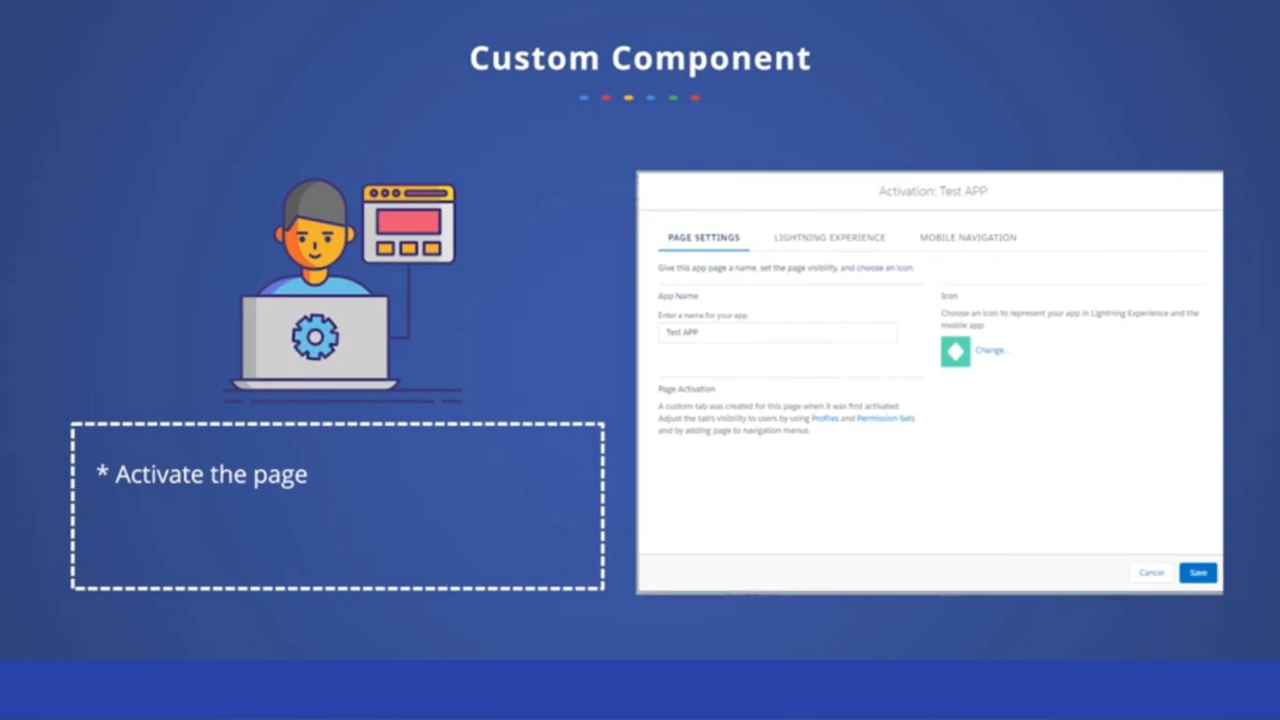 Custom Component
Activation: Test APP
PAGE SETTINGS LIGHTNING EXPERIENCE MOBILE NAVIGATION
Give this app page a name, set the page visibility, and choose an icon.
App Name
Enter a name for your app.
Test APP
Icon
Choose an icon to represent your app in Lightning Experience and the
mobile app
Change...
Page Activation
A custom tab was created for this page when it was first activated.
Adjust the tab's visibility to users by using Profiles and Permission Sets
and by adding page to navigation menus.
Cancel Save
* Activate the page